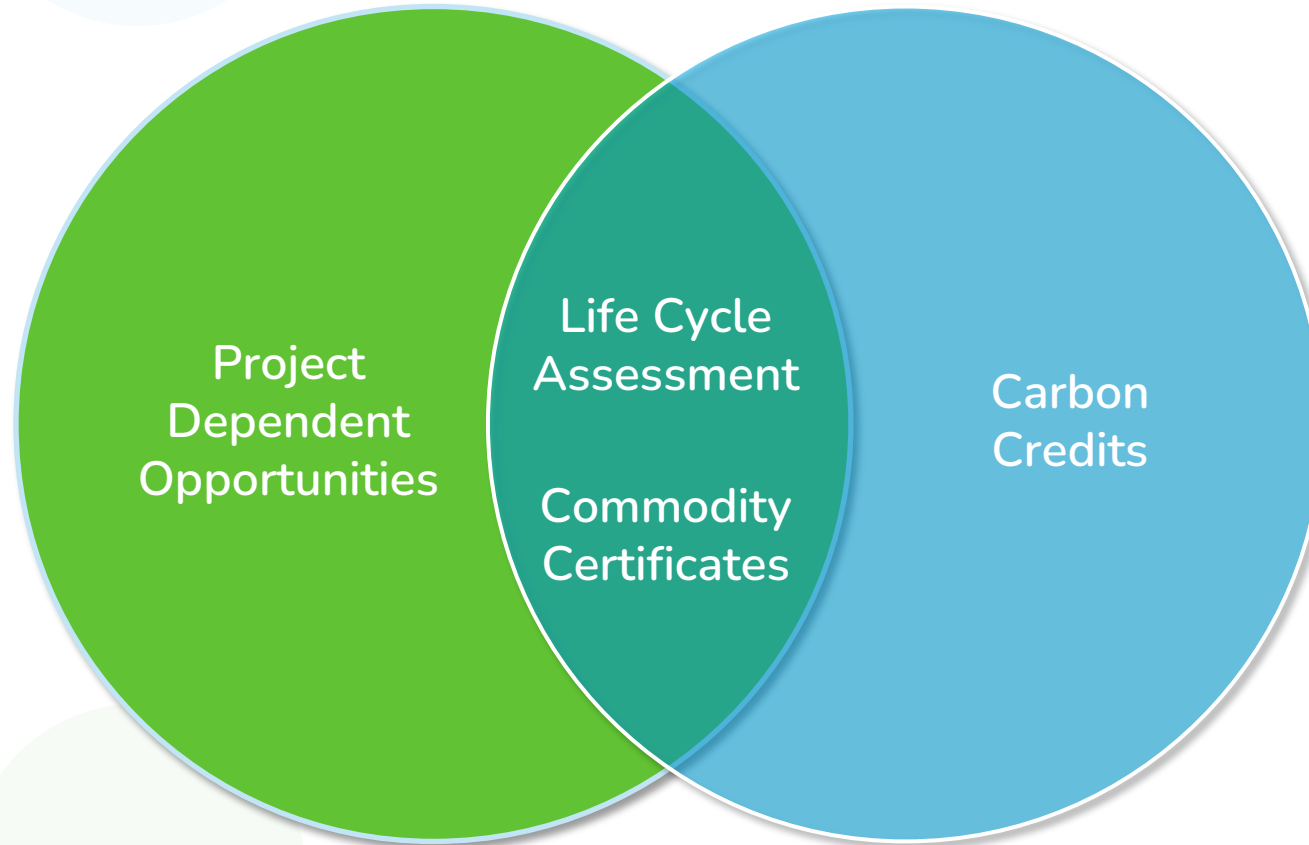 Project
Dependent
Opportunities
Life Cycle
Assessment
Commodity
Certificates
Carbon
Credits